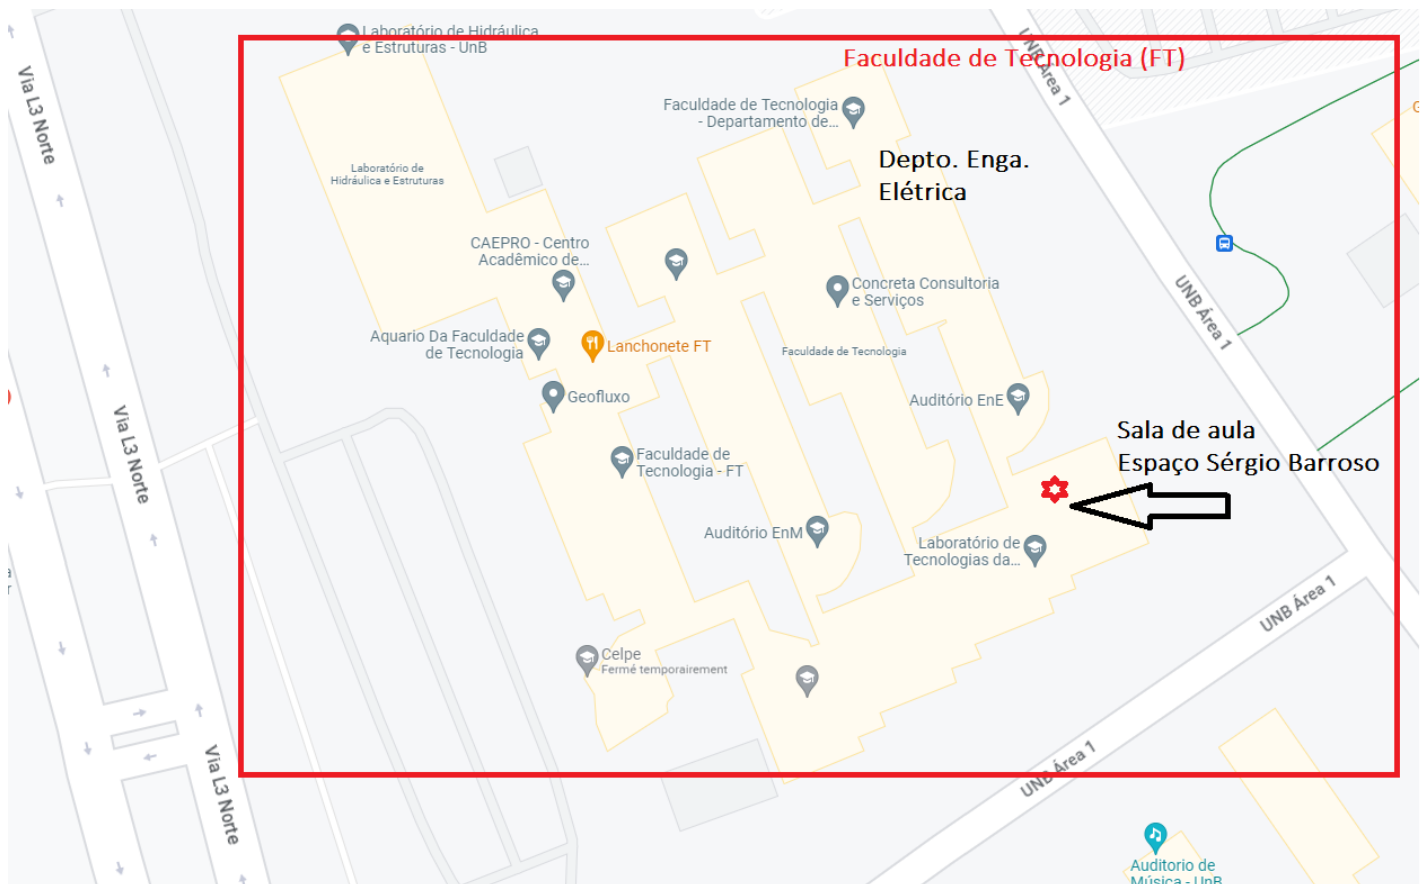 Laboratório de Hidráulica
e Estruturas - UnB
Faculdade de Tecnologia (FT)
UNB Área 1
Via L3 Norte
Faculdade de Tecnologia
- Departamento de...
Depto. Enga.
Elétrica
Laboratório de
Hidráulica e Estruturas
CAEPRO - Centro
Acadêmico de...
Concreta Consultoria
e Serviços
UNB Área 1
Aquario Da Faculdade
de Tecnologia
Lanchonete FT
Faculdade de Tecnologia
Geofluxo
Auditório EnE
Via L3 Norte
Sala de aula
Espaço Sérgio Barroso
Faculdade de
Tecnologia - FT
Auditório EnM
Laboratório de
Tecnologias da...
UNB Área 1
Celpe
Fermé temporairement
Via L3 Norte
UNB Área 1
Auditorio de
Música - UnB